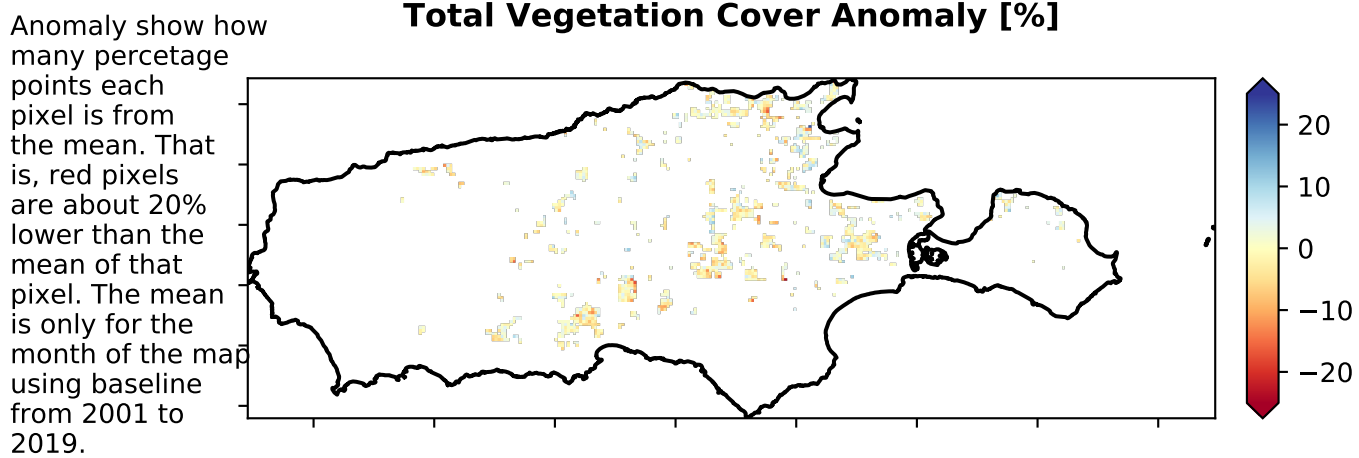 Total Vegetation Cover Anomaly [%]
Anomaly show how
many percetage
points each
pixel is from
the mean. That
is, red pixels
are about 20%
lower than the
mean of that
pixel. The mean
is only for the
month of the map
using baseline
from 2001 to
2019.
20
10
0
−10
−20